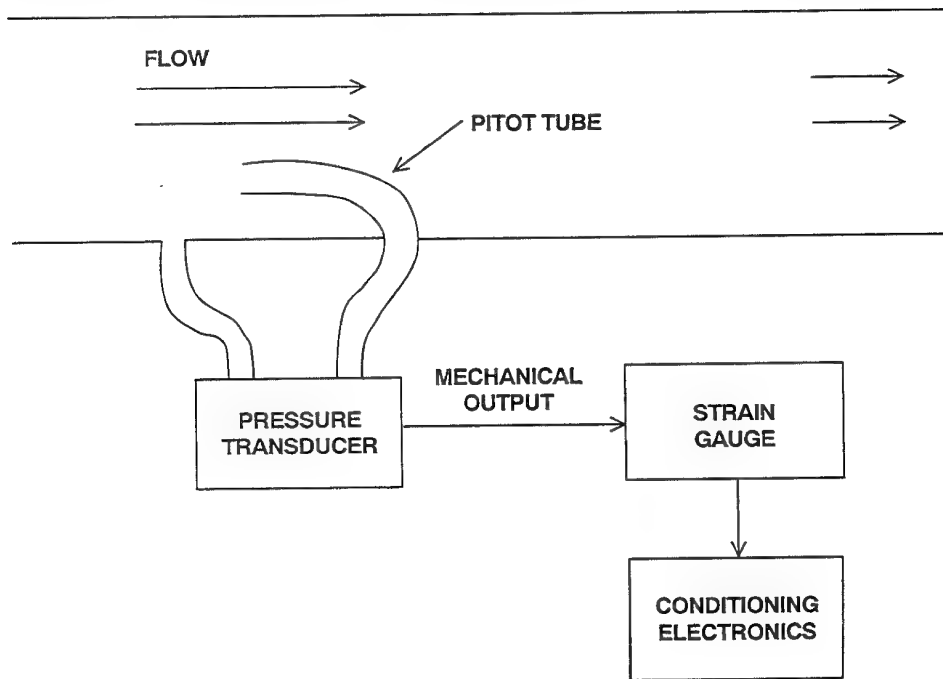 FLOW
PITOT TUBE
MECHANICAL
OUTPUT
PRESSURE
TRANSDUCER
STRAIN
GAUGE
CONDITIONING
ELECTRONICS